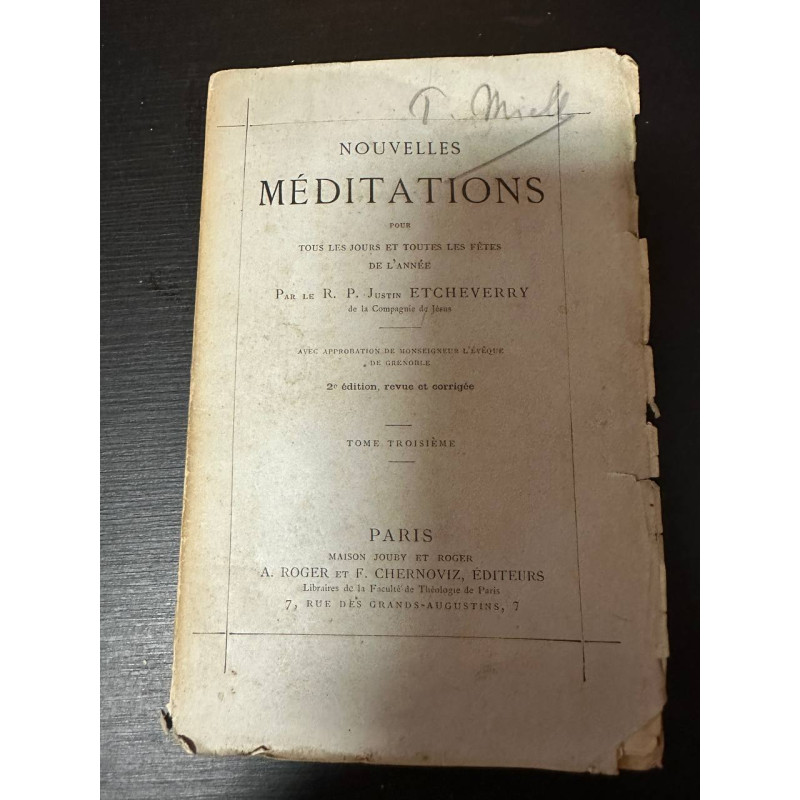 NOUVELLES
MÉDITATIONS
POUR
TOUS LES JOURS ET TOUTES LES FÊTES
DE L'ANNÉE
PAR LE R. P. JUSTIN ETCHEVERRY
de la Compagnie de Jésus
AVEC APPROBATION DE MONSEIGNEUR L'ÉVÊQUE
DE GRENOBLE
2e édition, revue et corrigée
TOME TROISIÈME
PARIS
MAISON JOUBY ET ROGER
A. ROGER ET F. CHERNOVIZ, ÉDITEURS
Libraires de la Faculté de Théologie de Paris
7, RUE DES GRANDS-AUGUSTINS, 7